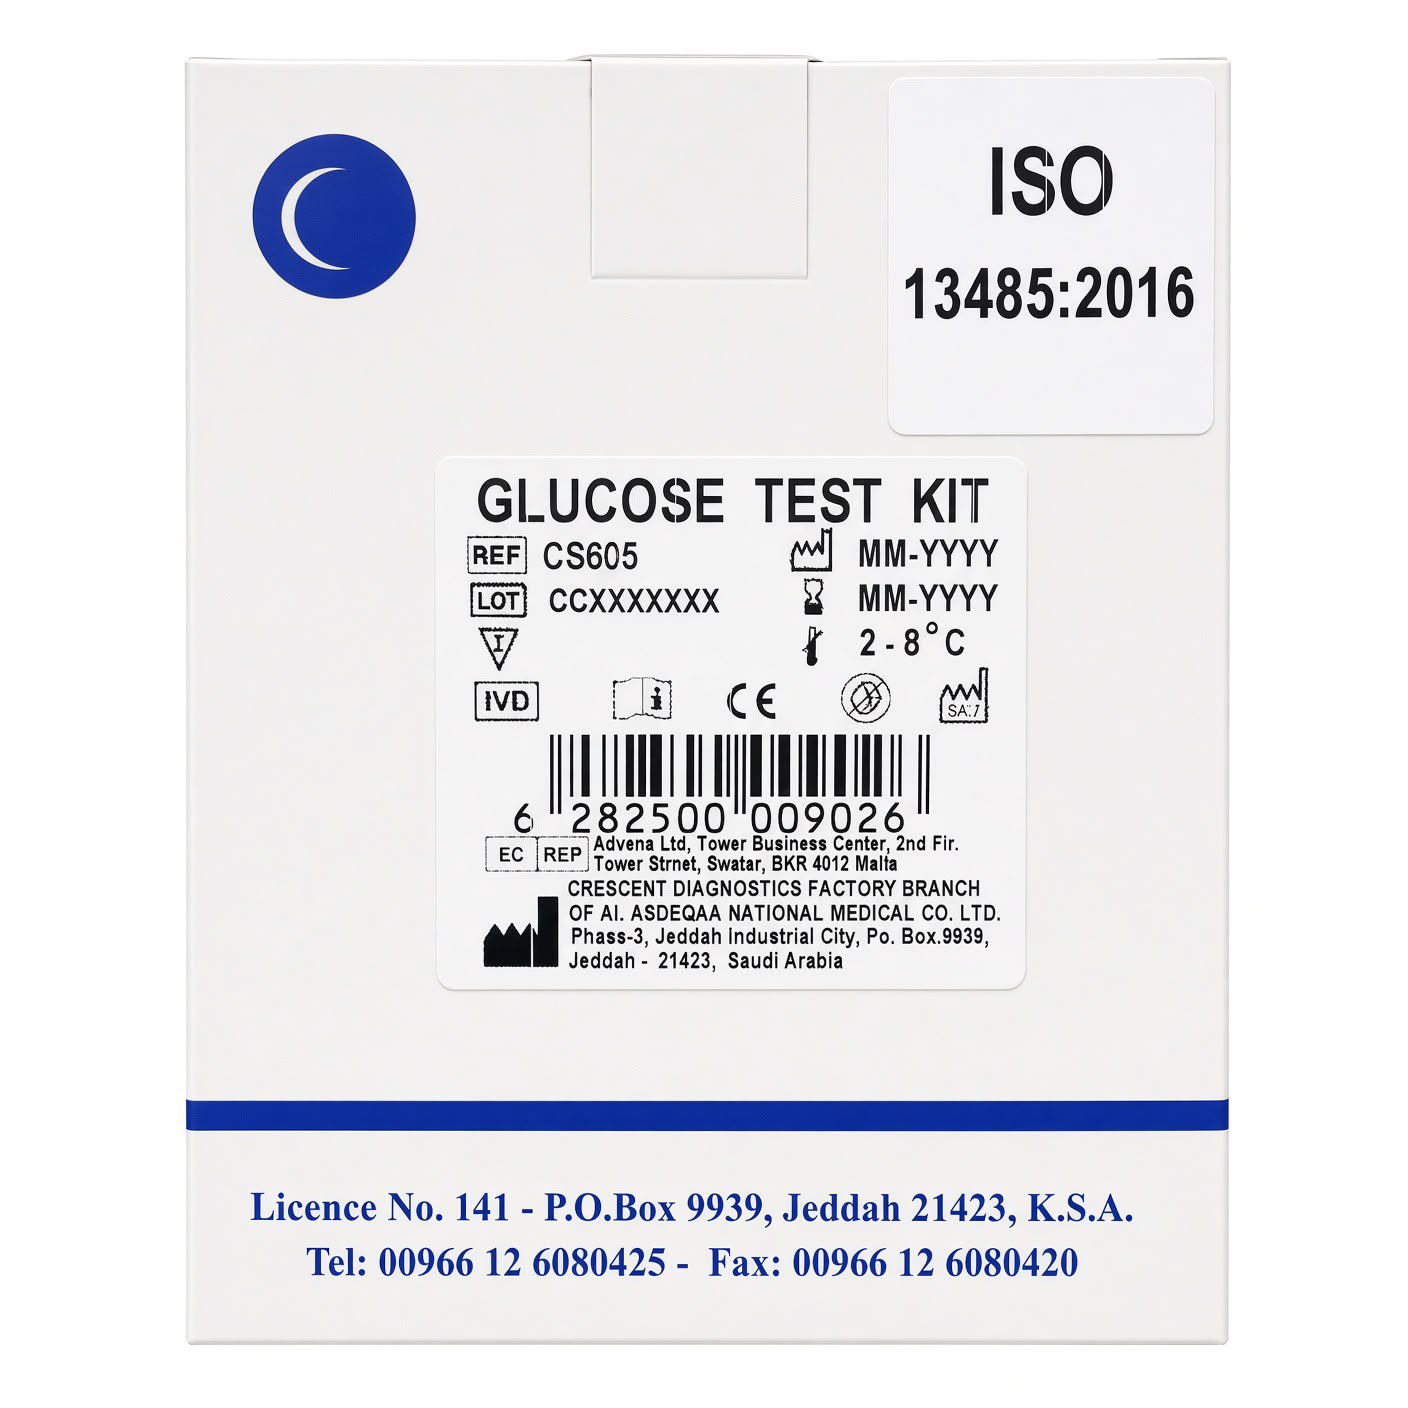 ISO
13485:2016
GLUCOSE TEST KIT
REF CS605 MM-YYYY
LOT CCXXXXXXX MM-YYYY
I 2 - 8°C
IVD i CE
6 282500 009026
EC REP Advena Ltd, Tower Business Center, 2nd Fir.
Tower Strnet, Swatar, BKR 4012 Malta
CRESCENT DIAGNOSTICS FACTORY BRANCH
OF AI. ASDEQAA NATIONAL MEDICAL CO. LTD.
Phass-3, Jeddah Industrial City, Po. Box.9939,
Jeddah - 21423, Saudi Arabia
Licence No. 141 - P.O.Box 9939, Jeddah 21423, K.S.A.
Tel: 00966 12 6080425 - Fax: 00966 12 6080420